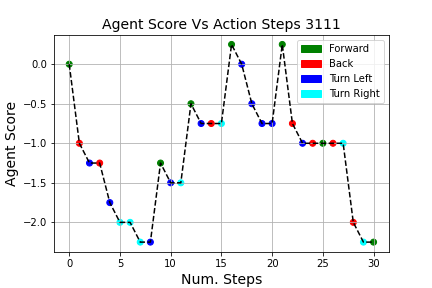 Agent Score Vs Action Steps 3111
Agent Score
0.0
−0.5
−1.0
−1.5
−2.0
Forward
Back
Turn Left
Turn Right
0 5 10 15 20 25 30
Num. Steps